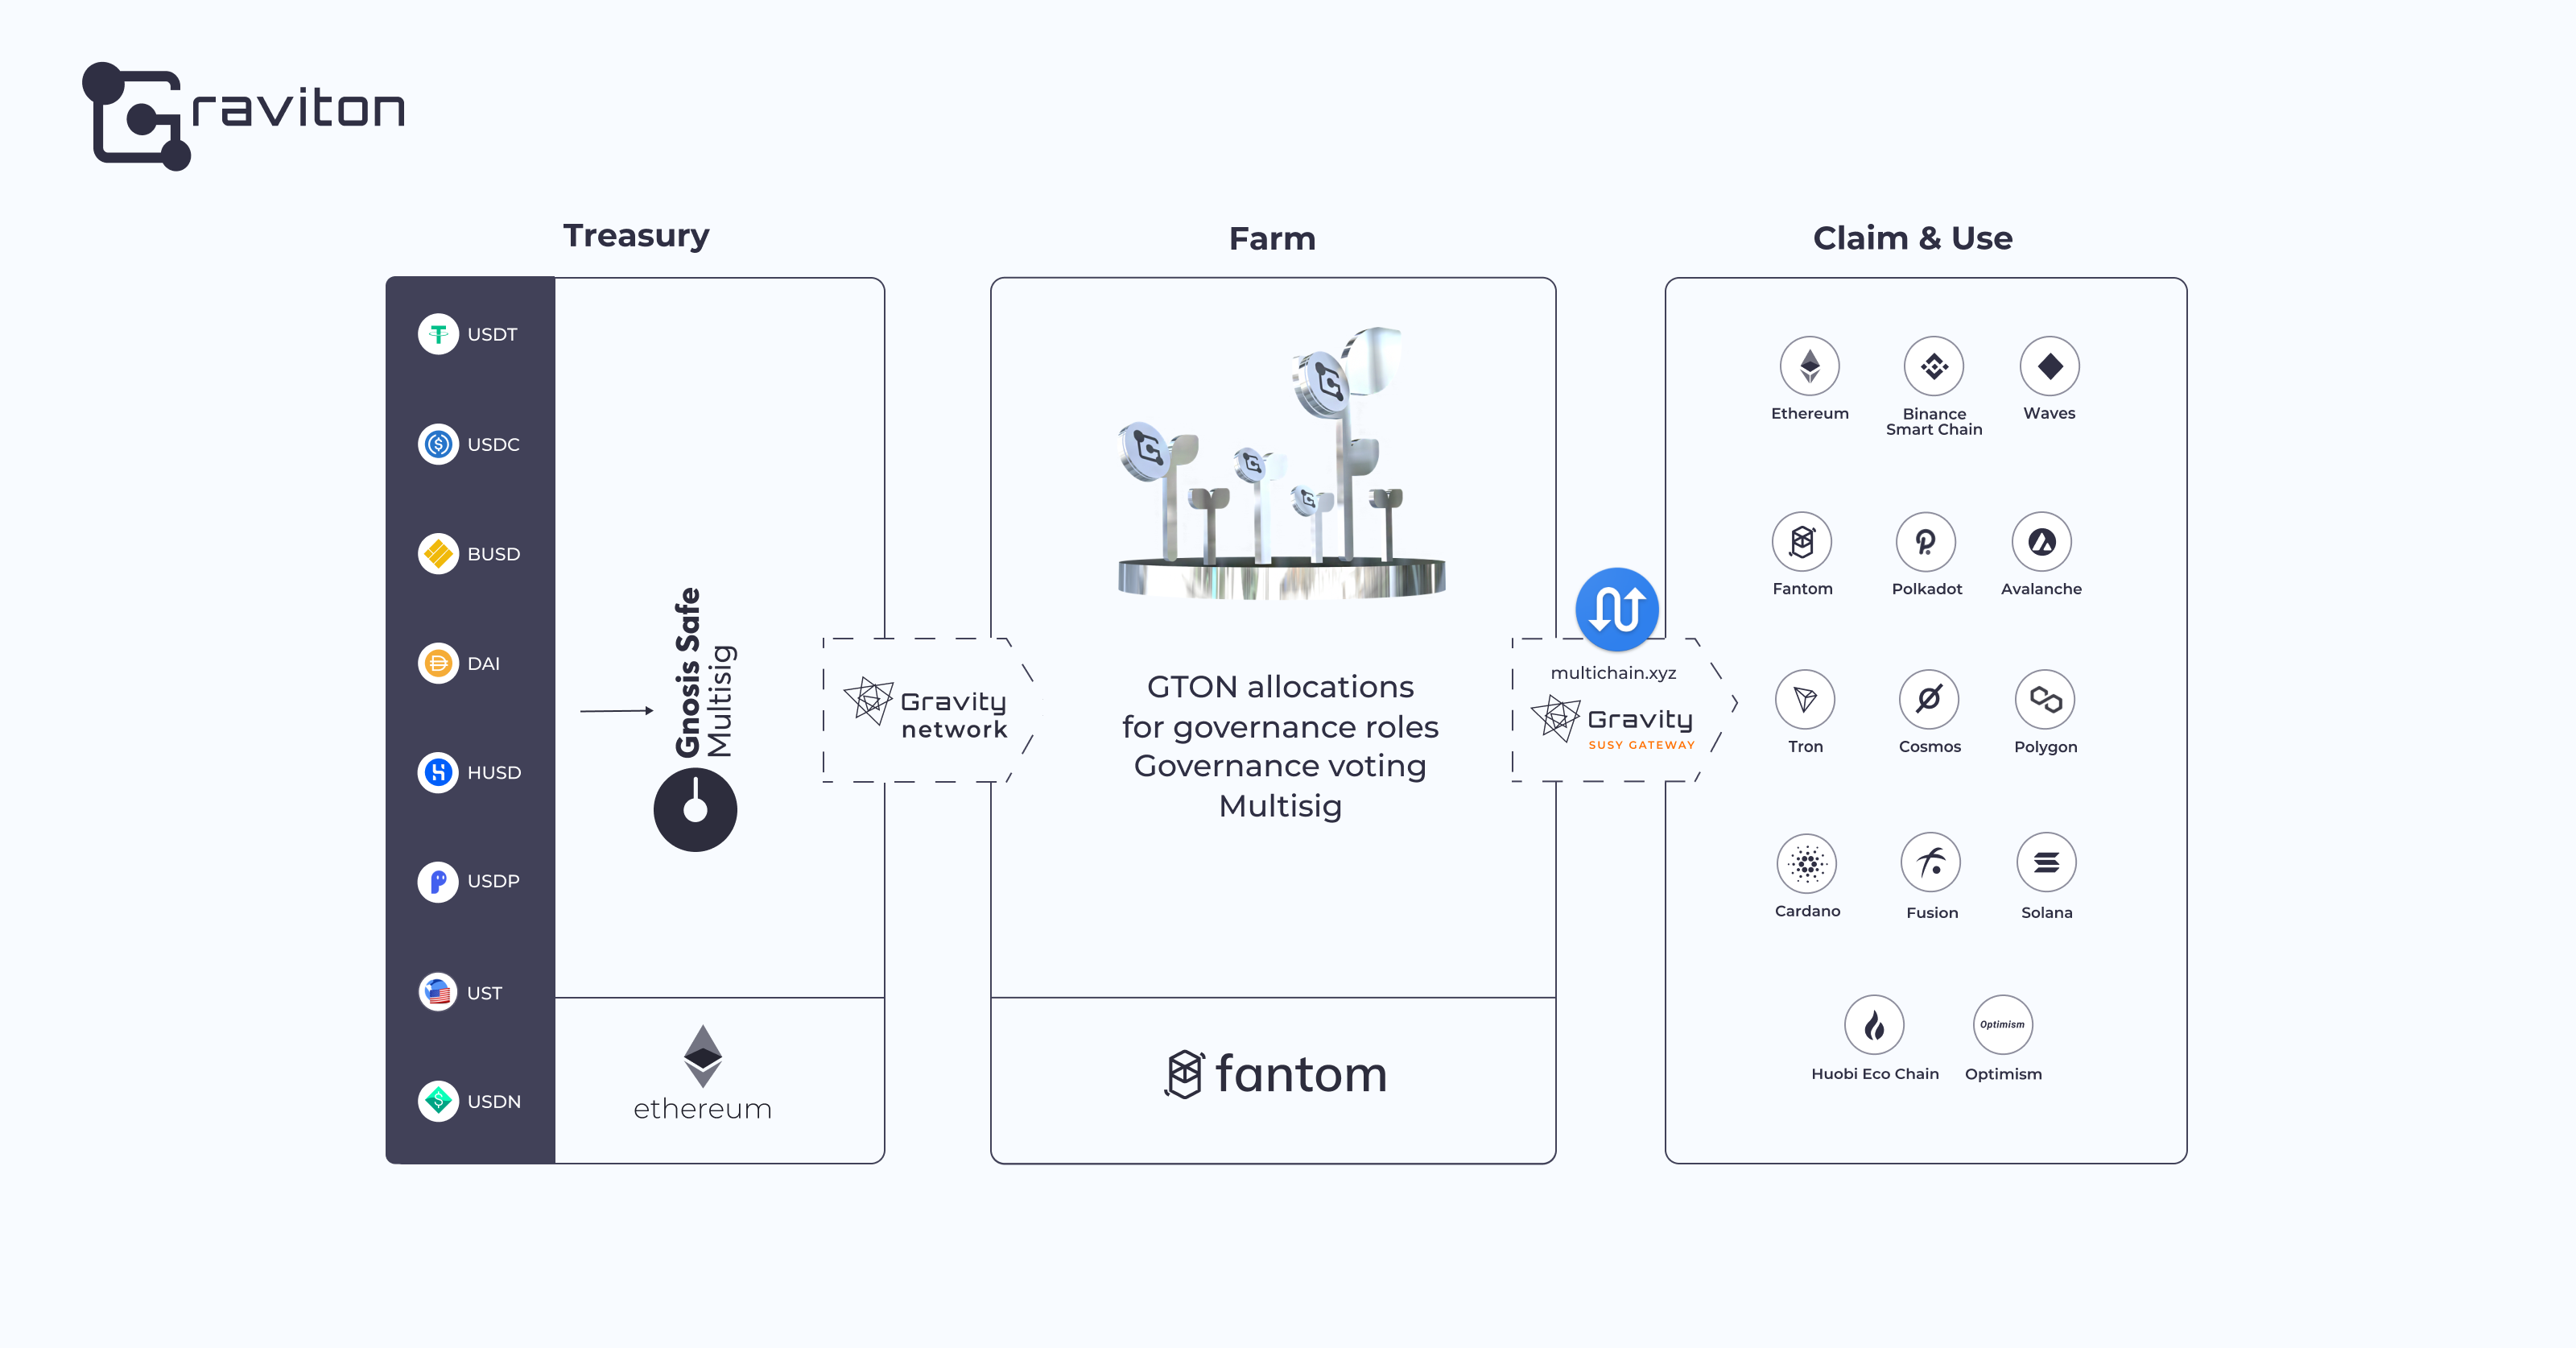 Graviton
Treasury
Farm
Claim & Use
USDT
USDC
BUSD
DAI
HUSD
USDP
UST
USDN
Gnosis Safe
Multisig
ethereum
Gravity
network
GTON allocations
for governance roles
Governance voting
Multisig
fantom
multichain.xyz
Gravity
SUSY GATEWAY
Ethereum
Binance
Smart Chain
Waves
Fantom
Polkadot
Avalanche
Tron
Cosmos
Polygon
Cardano
Fusion
Solana
Optimism
Huobi Eco Chain
Optimism